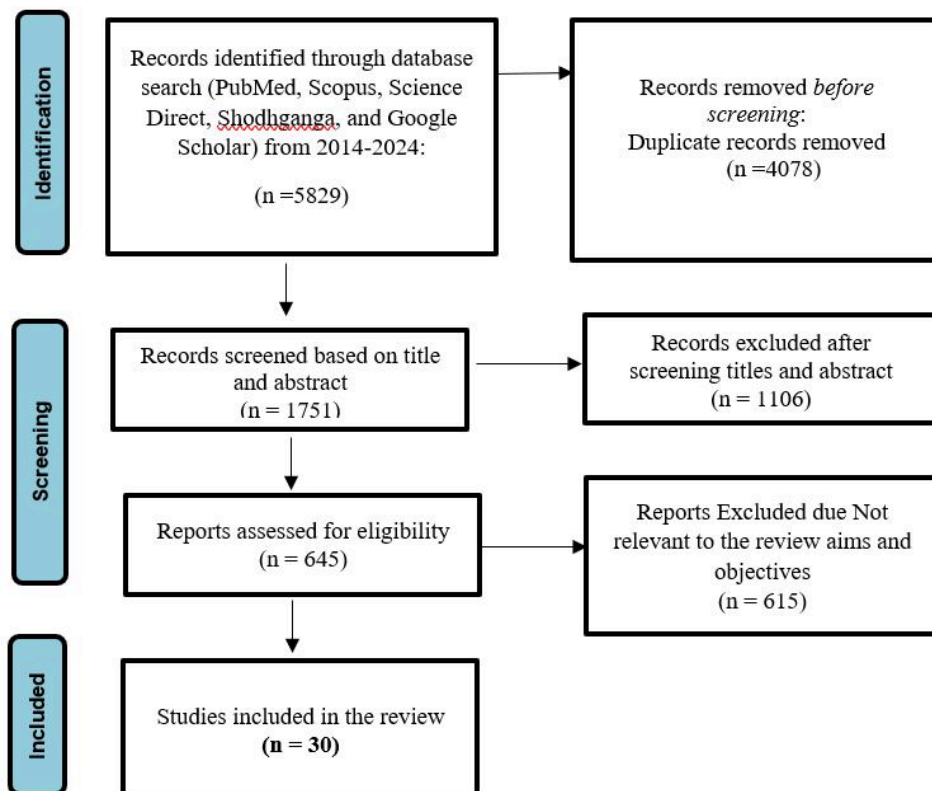 Identification
Records identified through database
search (PubMed, Scopus, Science
Direct, Shodhganga, and Google
Scholar) from 2014-2024:
(n =5829)
Records removed before
screening:
Duplicate records removed
(n =4078)
Screening
Records screened based on title
and abstract
(n = 1751)
Records excluded after
screening titles and abstract
(n = 1106)
Reports assessed for eligibility
(n = 645)
Reports Excluded due Not
relevant to the review aims and
objectives
(n = 615)
Included
Studies included in the review
(n = 30)